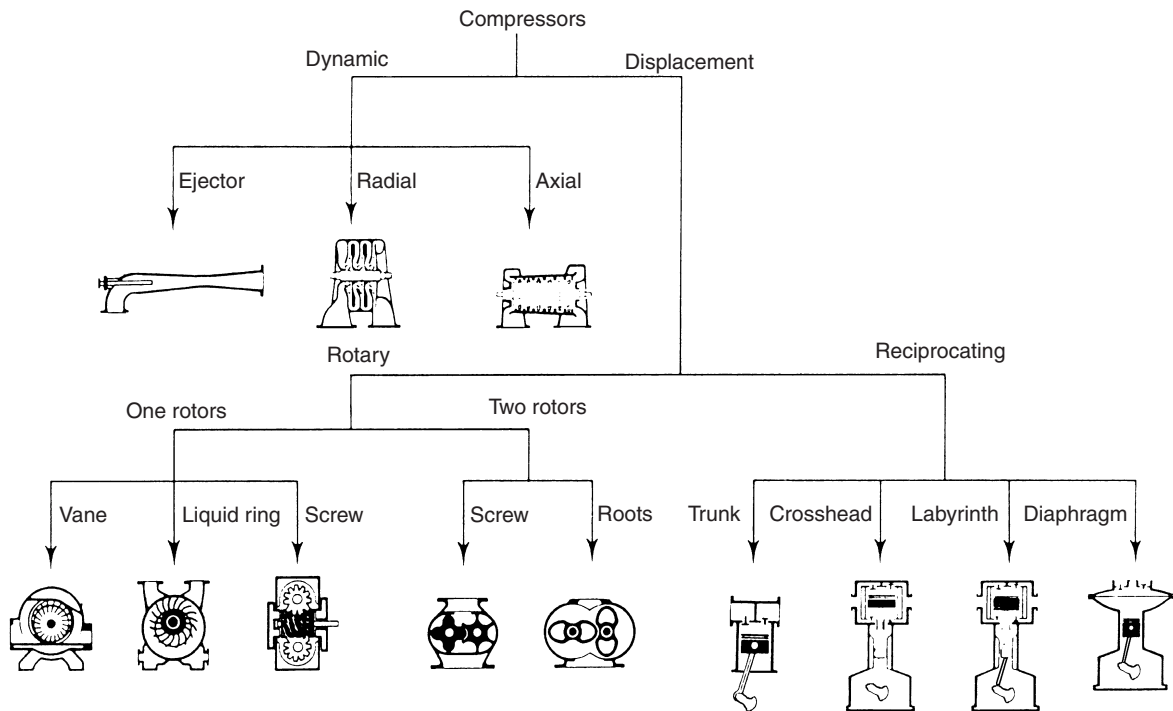 Compressors
Dynamic
Displacement
Ejector
Radial
Axial
Rotary
Reciprocating
One rotors
Two rotors
Vane
Liquid ring
Screw
Screw
Roots
Trunk
Crosshead
Labyrinth
Diaphragm